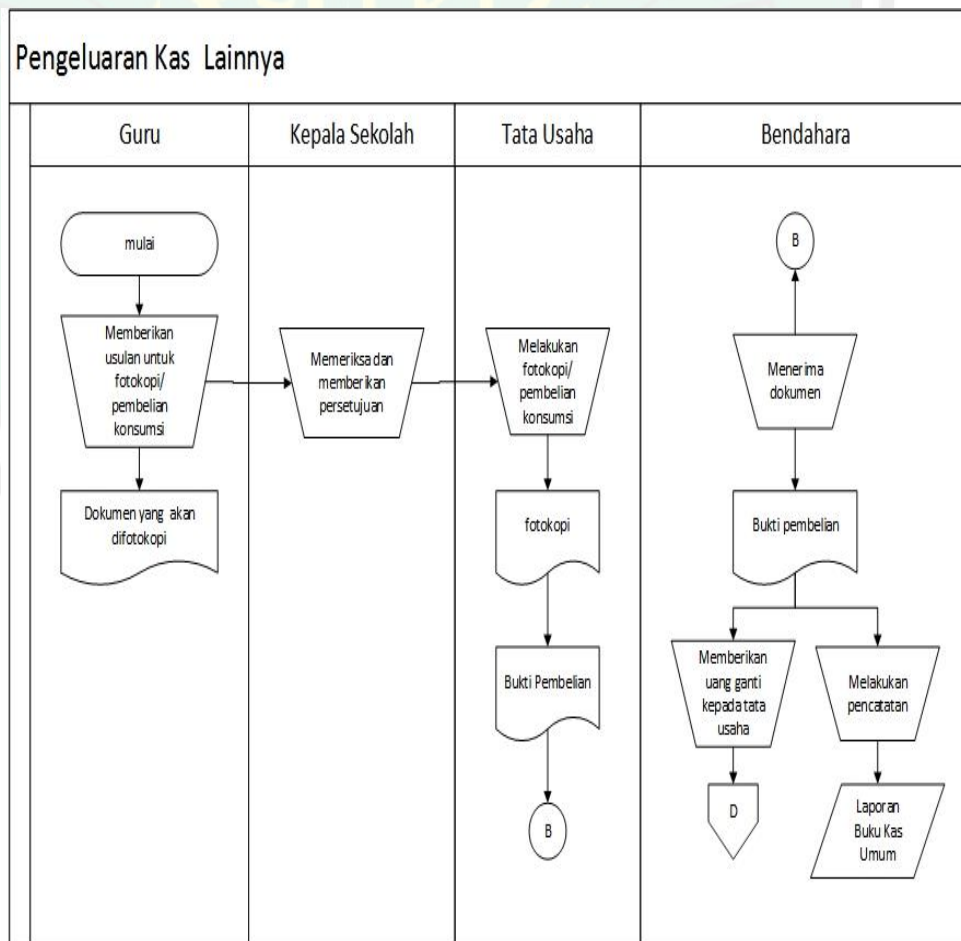 Pengeluaran Kas Lainnya
Guru
Kepala Sekolah
Tata Usaha
Bendahara
mulai
Memberikan
usulan untuk
fotokopi/
pembelian
konsumsi
Dokumen yang akan
difotokopi
Memeriksa dan
memberikan
persetujuan
Melakukan
fotokopi/
pembelian
konsumsi
fotokopi
Bukti Pembelian
B
B
Menerima
dokumen
Bukti pembelian
Memberikan
uang ganti
kepada tata
usaha
D
Melakukan
pencatatan
Laporan
Buku Kas
Umum